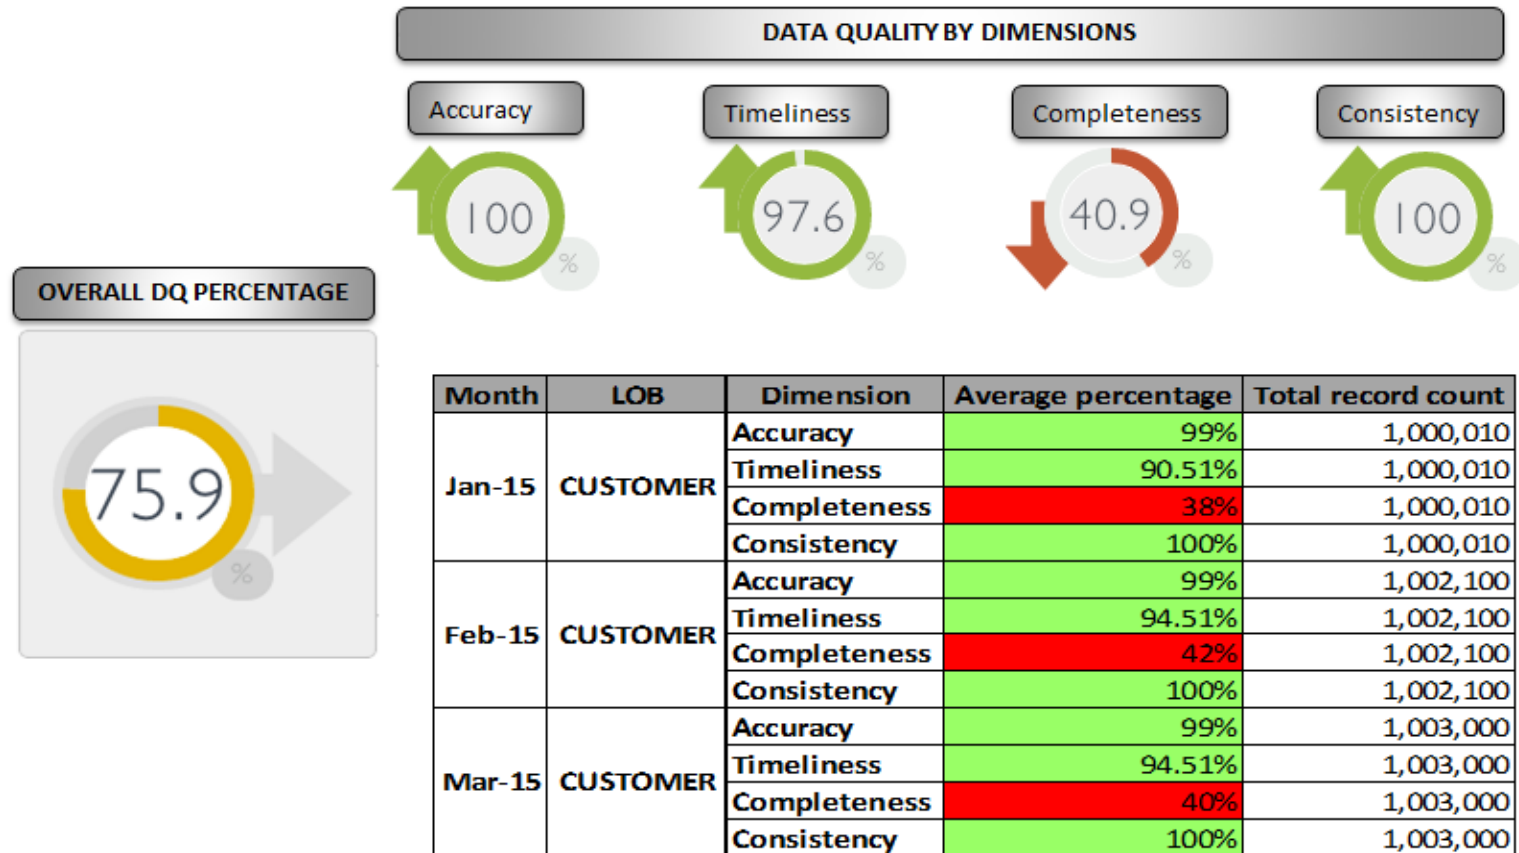 DATA QUALITY BY DIMENSIONS
Accuracy Timeliness Completeness Consistency
100 % 97.6 % 40.9 % 100 %
OVERALL DQ PERCENTAGE
75.9 %
Month LOB Dimension Average percentage Total record count
Jan-15 CUSTOMER Accuracy 99% 1,000,010
Timeliness 90.51% 1,000,010
Completeness 38% 1,000,010
Consistency 100% 1,000,010
Feb-15 CUSTOMER Accuracy 99% 1,002,100
Timeliness 94.51% 1,002,100
Completeness 42% 1,002,100
Consistency 100% 1,002,100
Mar-15 CUSTOMER Accuracy 99% 1,003,000
Timeliness 94.51% 1,003,000
Completeness 40% 1,003,000
Consistency 100% 1,003,000